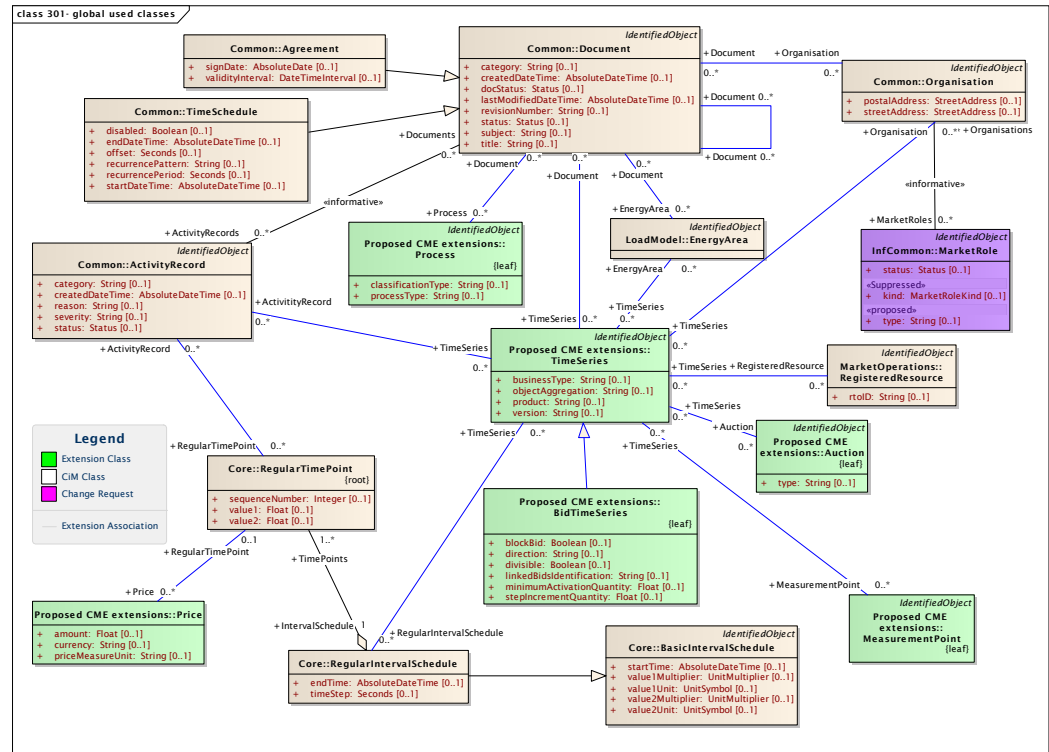 class 301- global used classes
Common::Agreement
+ signDate: AbsoluteDate [0..1]
+ validityInterval: DateTimeInterval [0..1]
IdentifiedObject
Common::Document
+ category: String [0..1]
+ createdDateTime: AbsoluteDateTime [0..1]
+ docStatus: Status [0..1]
+ lastModifiedDateTime: AbsoluteDateTime [0..1]
+ revisionNumber: String [0..1]
+ status: Status [0..1]
+ subject: String [0..1]
+ title: String [0..1]
+Document
0..*
+Organisation
0..*
+Document 0..*
+Document 0..*
IdentifiedObject
Common::Organisation
+ postalAddress: StreetAddress [0..1]
+ streetAddress: StreetAddress [0..1]
+Organisation
0..*
0..*
+Organisations
Common::TimeSchedule
+ disabled: Boolean [0..1]
+ endDateTime: AbsoluteDateTime [0..1]
+ offset: Seconds [0..1]
+ recurrencePattern: String [0..1]
+ recurrencePeriod: Seconds [0..1]
+ startDateTime: AbsoluteDateTime [0..1]
+Documents
0..*
+Document
0..*
0..*
+Document
0..*
+Document
«informative»
«informative»
+ActivityRecords
0..*
+Process 0..*
+EnergyArea 0..*
+MarketRoles 0..*
IdentifiedObject
Common::ActivityRecord
+ category: String [0..1]
+ createdDateTime: AbsoluteDateTime [0..1]
+ reason: String [0..1]
+ severity: String [0..1]
+ status: Status [0..1]
IdentifiedObject
Proposed CME extensions::
Process
{leaf}
+ classificationType: String [0..1]
+ processType: String [0..1]
IdentifiedObject
LoadModel::EnergyArea
+EnergyArea 0..*
IdentifiedObject
InfCommon::MarketRole
+ status: Status [0..1]
«Suppressed»
+ kind: MarketRoleKind [0..1]
«proposed»
+ type: String [0..1]
+ActivitityRecord
0..*
+TimeSeries
0..*
+TimeSeries 0..*
+TimeSeries
0..*
+TimeSeries
0..*
IdentifiedObject
Proposed CME extensions::
TimeSeries
+ businessType: String [0..1]
+ objectAggregation: String [0..1]
+ product: String [0..1]
+ version: String [0..1]
+TimeSeries
0..*
+RegisteredResource
0..*
IdentifiedObject
MarketOperations::
RegisteredResource
+ rtoID: String [0..1]
+ActivityRecord 0..*
+TimeSeries
0..*
+Auction
0..*
IdentifiedObject
Proposed CME
extensions::Auction
{leaf}
+ type: String [0..1]
+TimeSeries 0..*
0..*
+TimeSeries
Legend
Extension Class
CiM Class
Change Request
Extension Association
+RegularTimePoint 0..*
Core::RegularTimePoint
{root}
+ sequenceNumber: Integer [0..1]
+ value1: Float [0..1]
+ value2: Float [0..1]
0..1
+RegularTimePoint
1..*
+TimePoints
Proposed CME extensions::
BidTimeSeries
{leaf}
+ blockBid: Boolean [0..1]
+ direction: String [0..1]
+ divisible: Boolean [0..1]
+ linkedBidsIdentification: String [0..1]
+ minimumActivationQuantity: Float [0..1]
+ stepIncrementQuantity: Float [0..1]
+MeasurementPoint 0..*
IdentifiedObject
Proposed CME
extensions::
MeasurementPoint
{leaf}
+Price 0..*
Proposed CME extensions::Price
+ amount: Float [0..1]
+ currency: String [0..1]
+ priceMeasureUnit: String [0..1]
+IntervalSchedule 1
+RegularIntervalSchedule
0..*
Core::RegularIntervalSchedule
+ endTime: AbsoluteDateTime [0..1]
+ timeStep: Seconds [0..1]
IdentifiedObject
Core::BasicIntervalSchedule
+ startTime: AbsoluteDateTime [0..1]
+ value1Multiplier: UnitMultiplier [0..1]
+ value1Unit: UnitSymbol [0..1]
+ value2Multiplier: UnitMultiplier [0..1]
+ value2Unit: UnitSymbol [0..1]